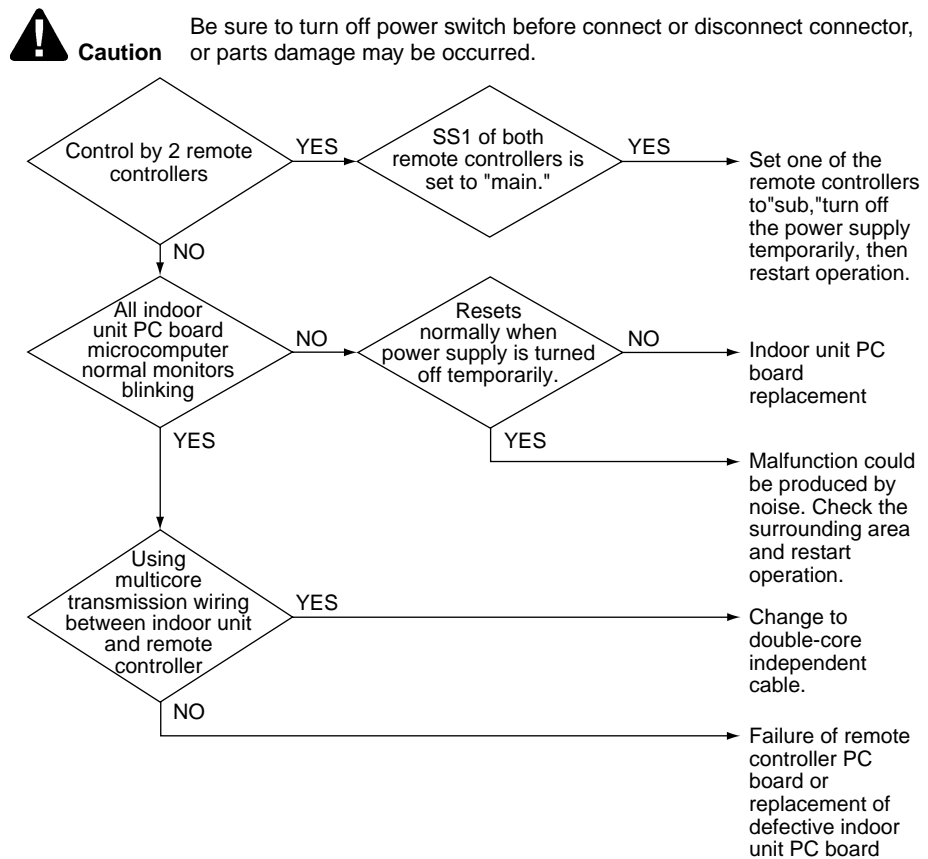 Be sure to turn off power switch before connect or disconnect connector,
Caution or parts damage may be occurred.
Control by 2 remote
controllers
YES
SS1 of both
remote controllers is
set to "main."
YES
Set one of the
remote controllers
to"sub,"turn off
the power supply
temporarily, then
restart operation.
NO
All indoor
unit PC board
microcomputer
normal monitors
blinking
NO
Resets
normally when
power supply is turned
off temporarily.
NO
Indoor unit PC
board
replacement
YES
YES
Malfunction could
be produced by
noise. Check the
surrounding area
and restart
operation.
Using
multicore
transmission wiring
between indoor unit
and remote
controller
YES
Change to
double-core
independent
cable.
NO
Failure of remote
controller PC
board or
replacement of
defective indoor
unit PC board